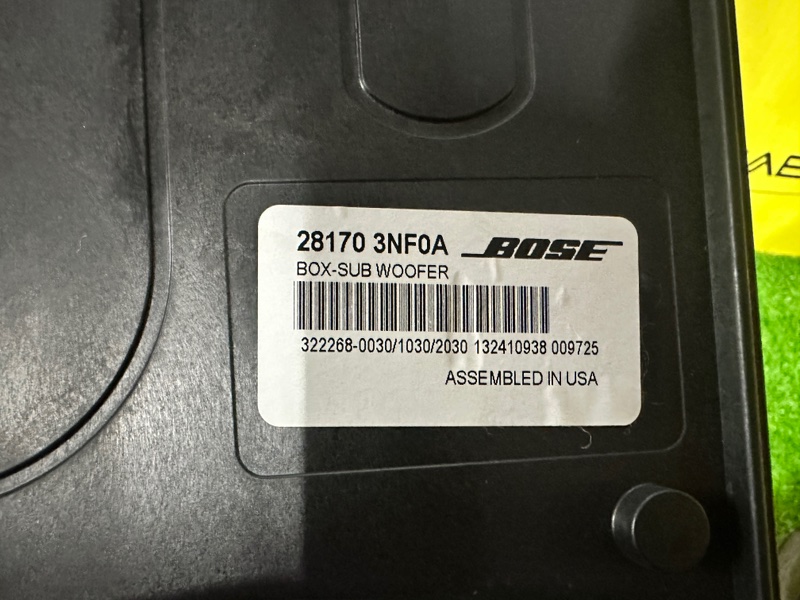 28170 3NF0A BOSE
BOX-SUB WOOFER
322268-0030/1030/2030 132410938 009725
ASSEMBLED IN USA